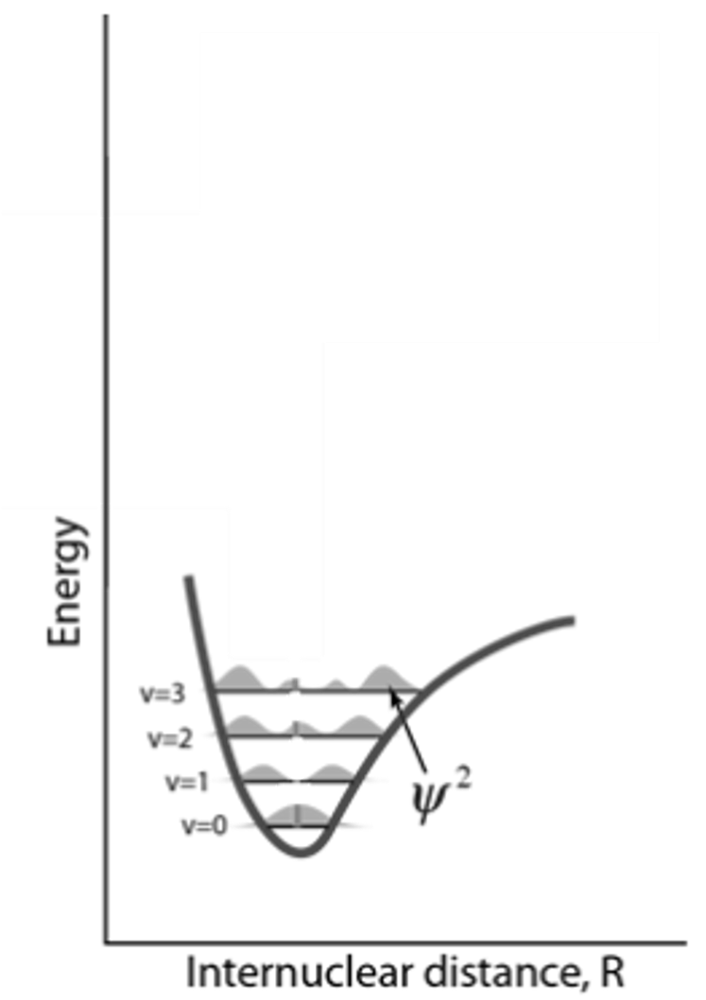 Energy
v=3
v=2
v=1
v=0
ψ²
Internuclear distance, R